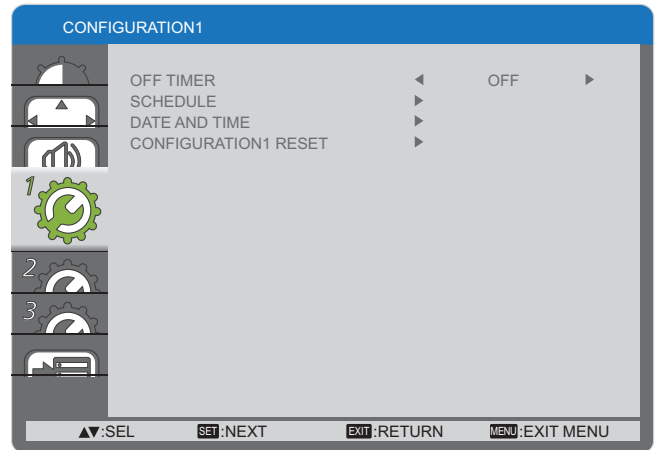 CONFIGURATION1
OFF TIMER ◀ OFF ▶
SCHEDULE ▶
DATE AND TIME ▶
CONFIGURATION1 RESET ▶
1
2
3
▲▼:SEL SET:NEXT EXIT:RETURN MENU:EXIT MENU